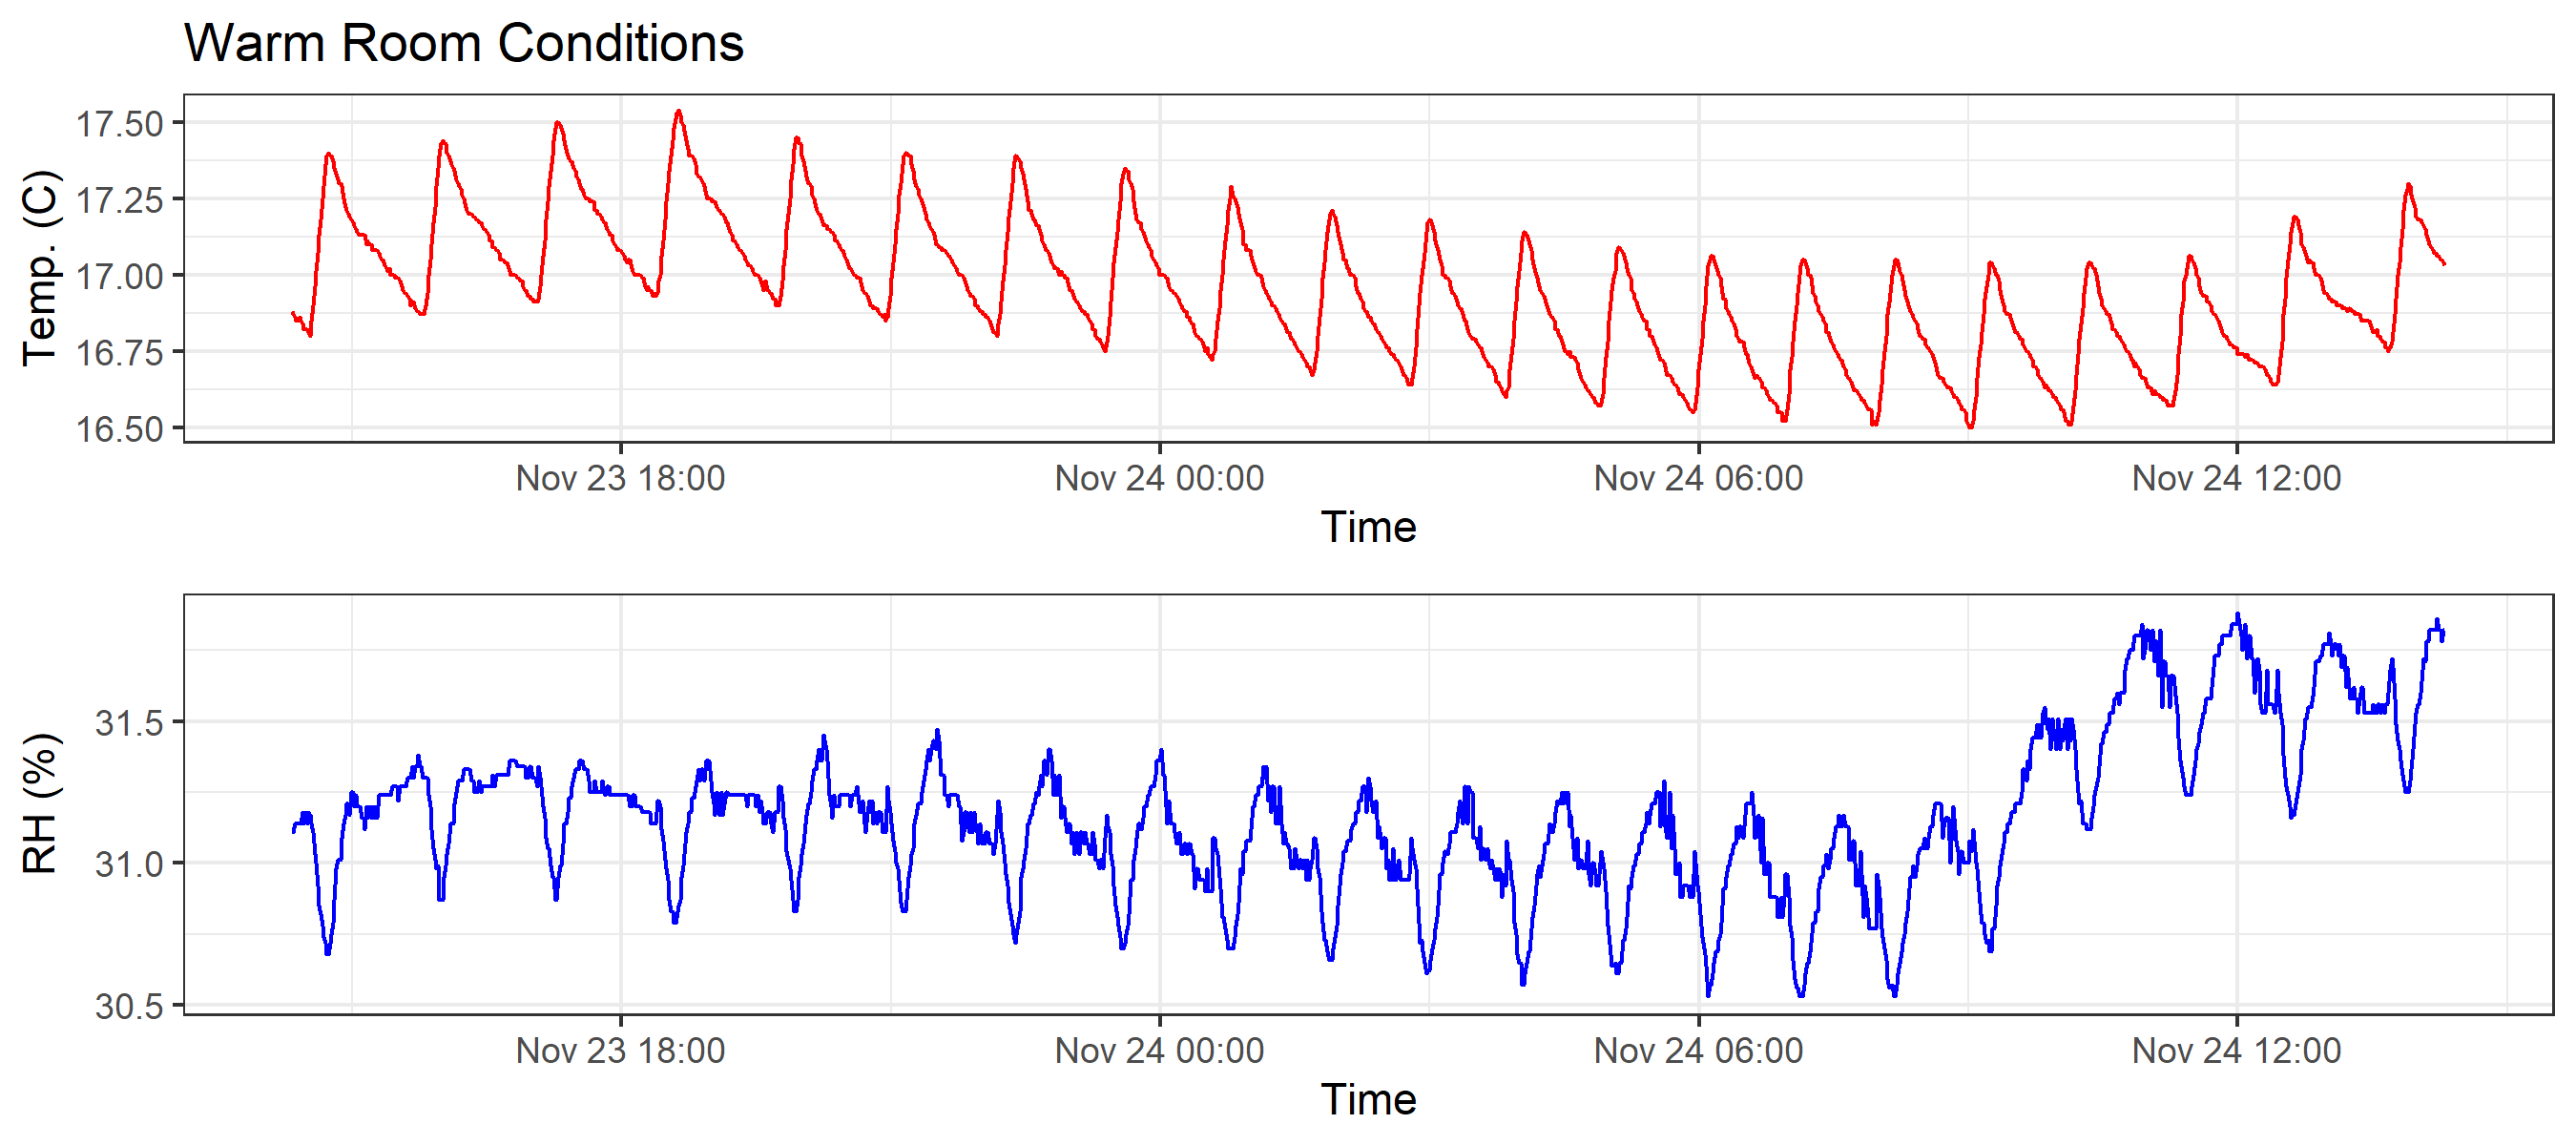 Warm Room Conditions
Temp. (C)
17.50
17.25
17.00
16.75
16.50
Nov 23 18:00 Nov 24 00:00 Nov 24 06:00 Nov 24 12:00
Time
RH (%)
31.5
31.0
30.5
Nov 23 18:00 Nov 24 00:00 Nov 24 06:00 Nov 24 12:00
Time